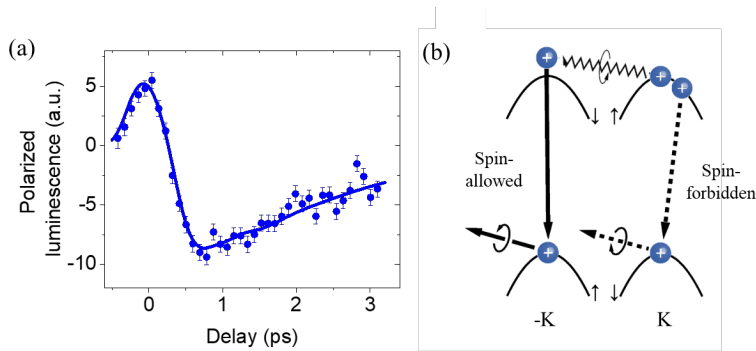 (a)
Polarized
luminescence (a.u.)
5
0
-5
-10
0
1
2
3
Delay (ps)
(b)
+
+
+
↓ ↑
Spin-
allowed
Spin-
forbidden
+
+
↑ ↓
-K
K